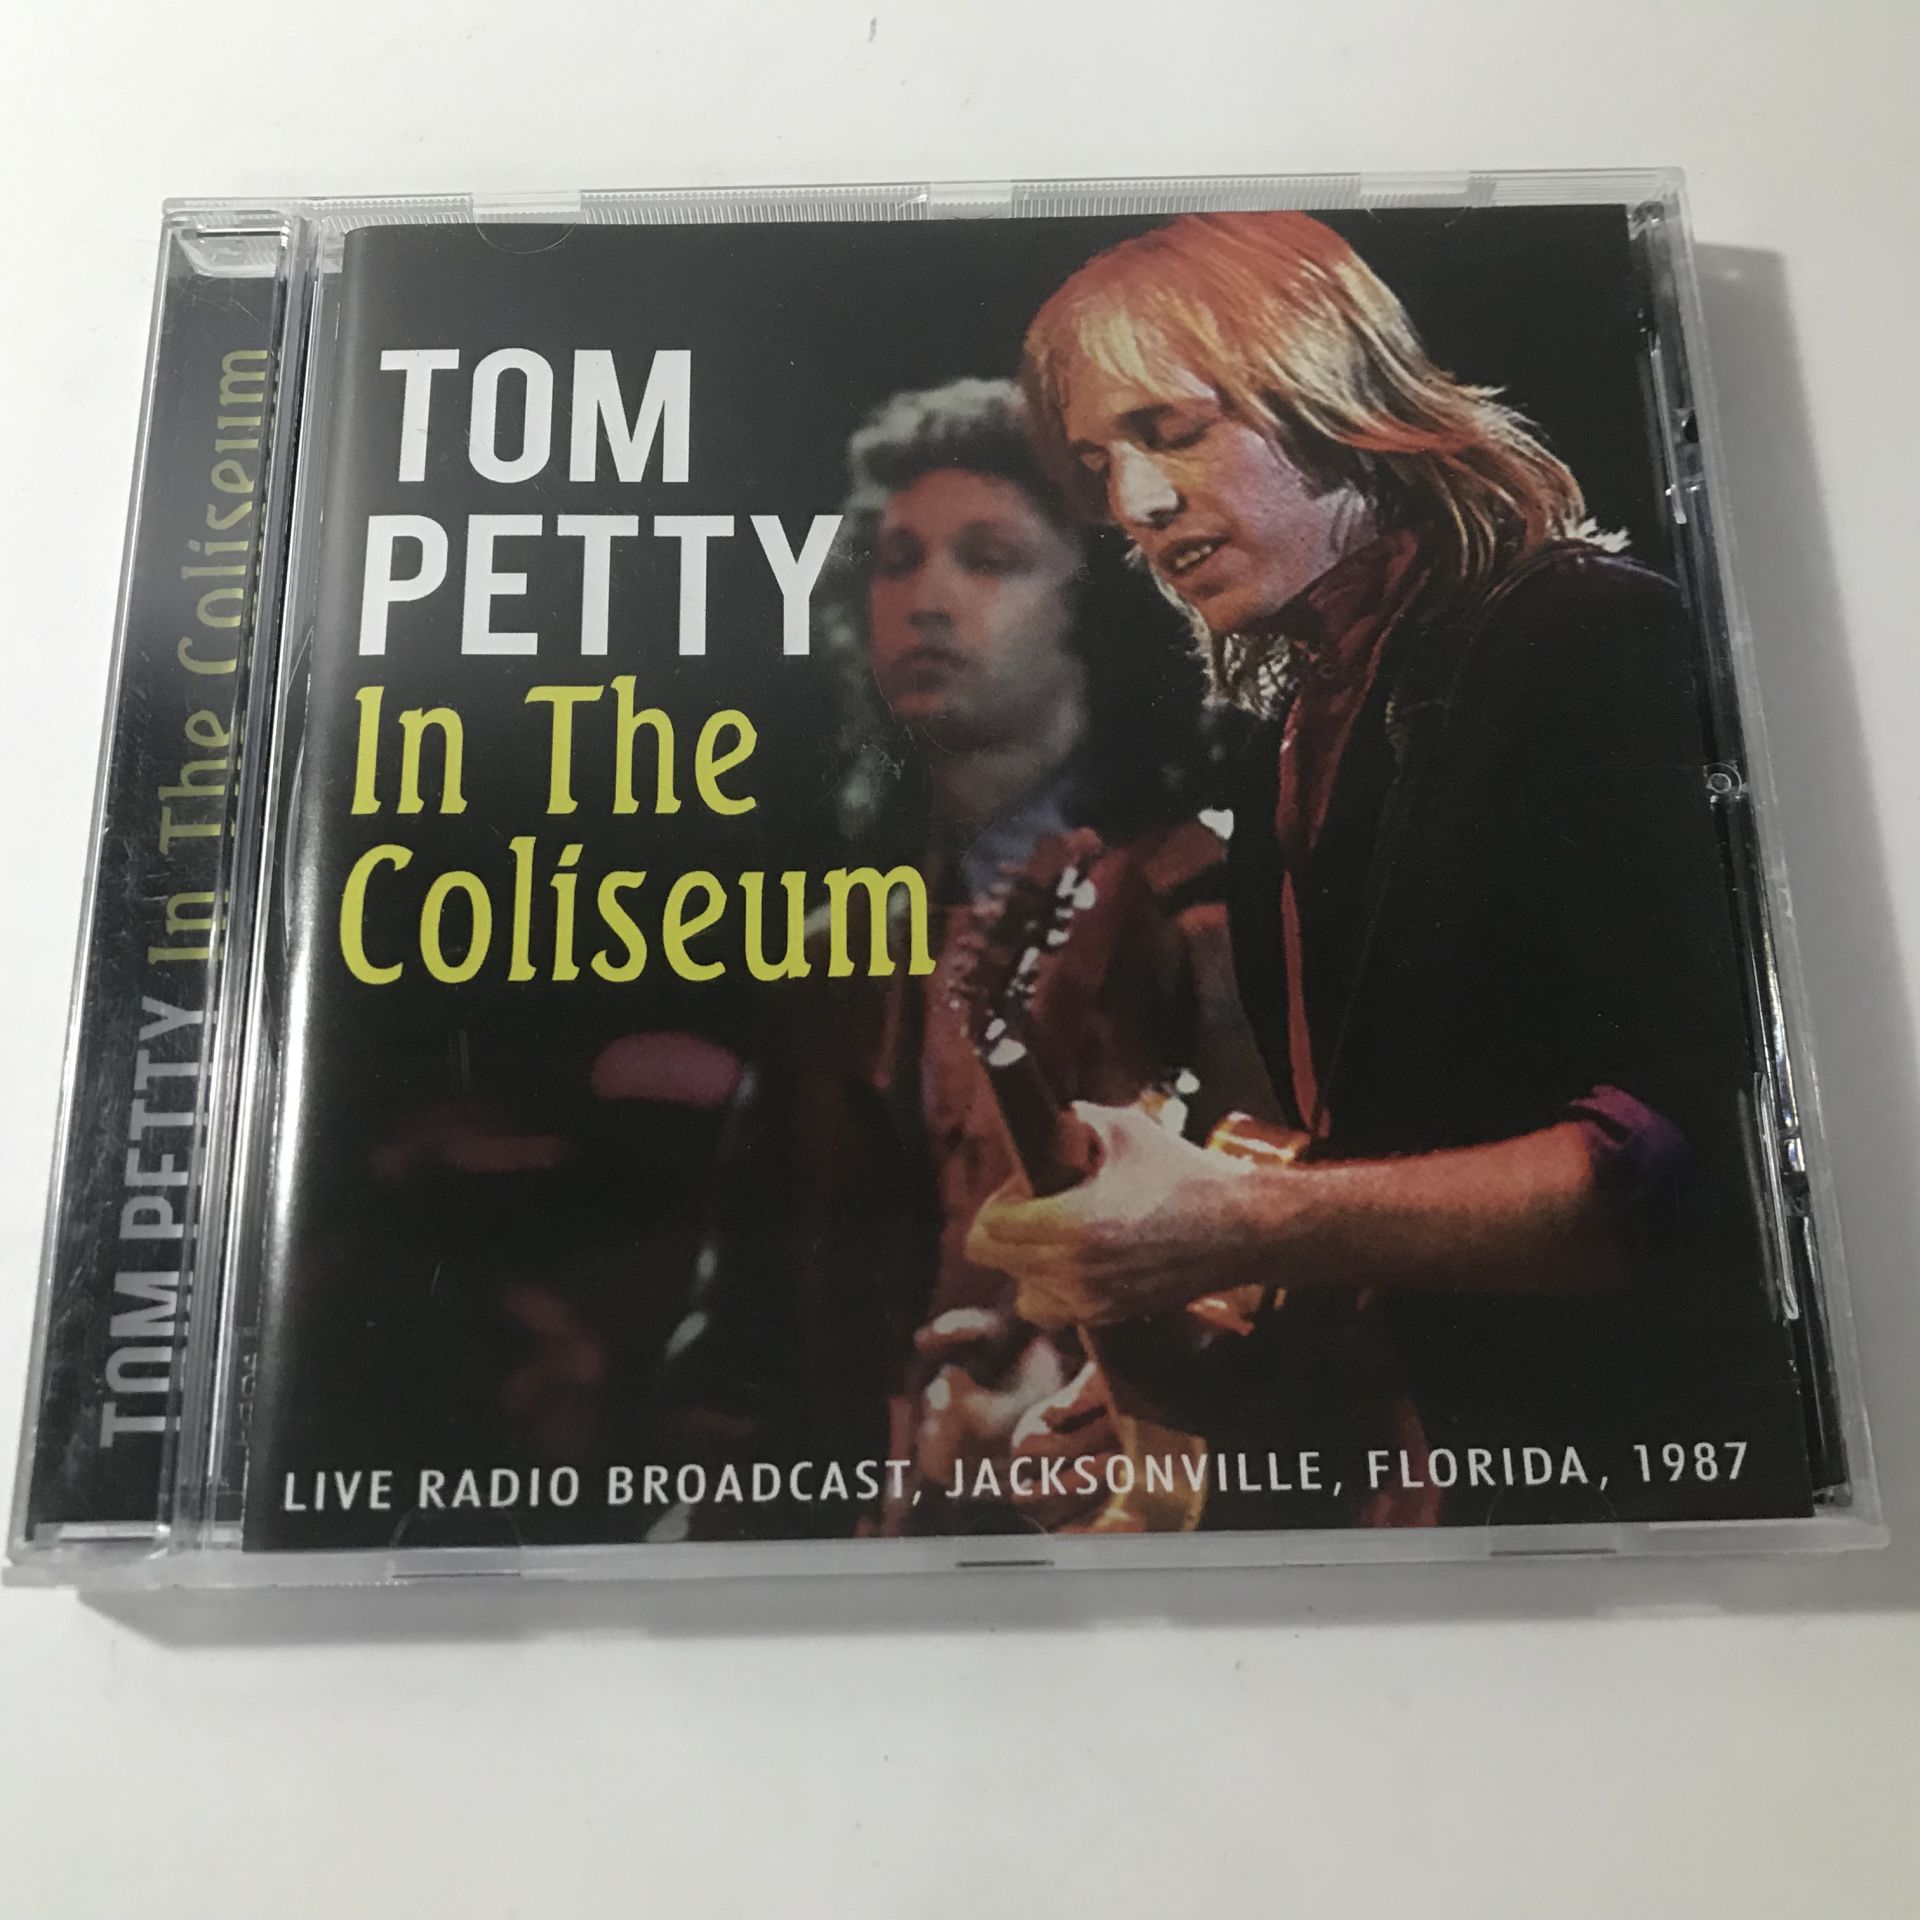 TOM
PETTY
In The
Coliseum
LIVE RADIO BROADCAST, JACKSONVILLE, FLORIDA, 1987
TOM PETTY In The Coliseum